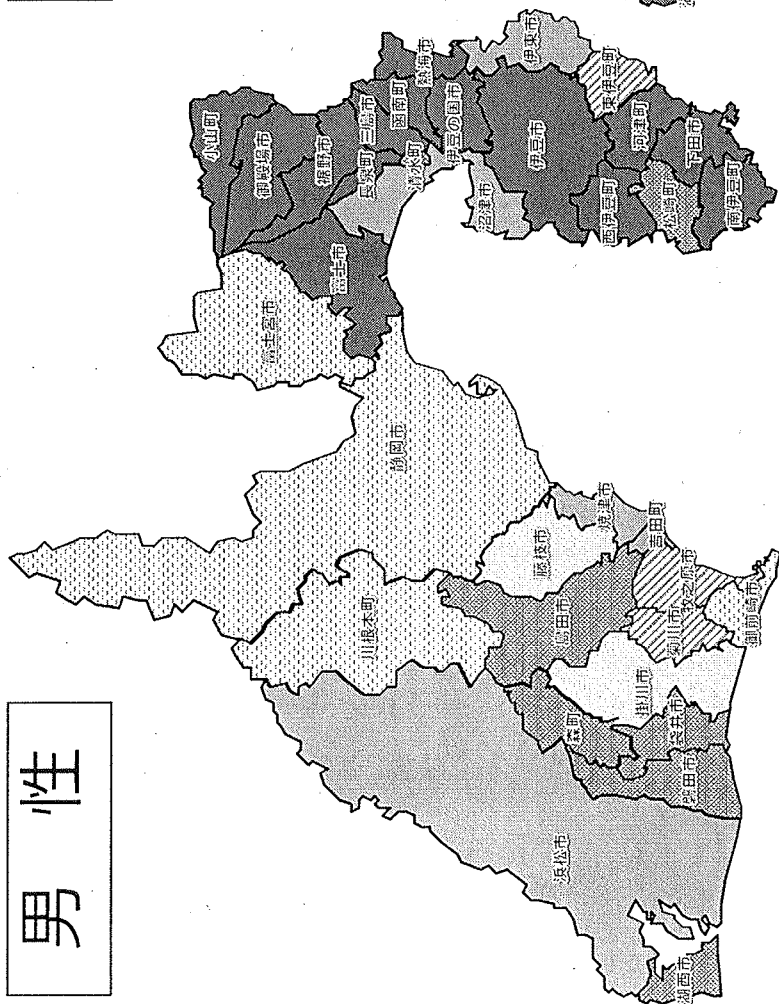 男 性
小山町
御殿場市
裾野市
長泉町
三島市
函南町
熱海市
清水町
伊豆の国市
沼津市
伊東市
伊豆市
東伊豆町
西伊豆町
河津町
松崎町
下田市
南伊豆町
富士市
富士宮市
静岡市
川根本町
藤枝市
焼津市
島田市
吉田町
牧之原市
菊川市
御前崎市
掛川市
森町
袋井市
磐田市
浜松市
湖西市